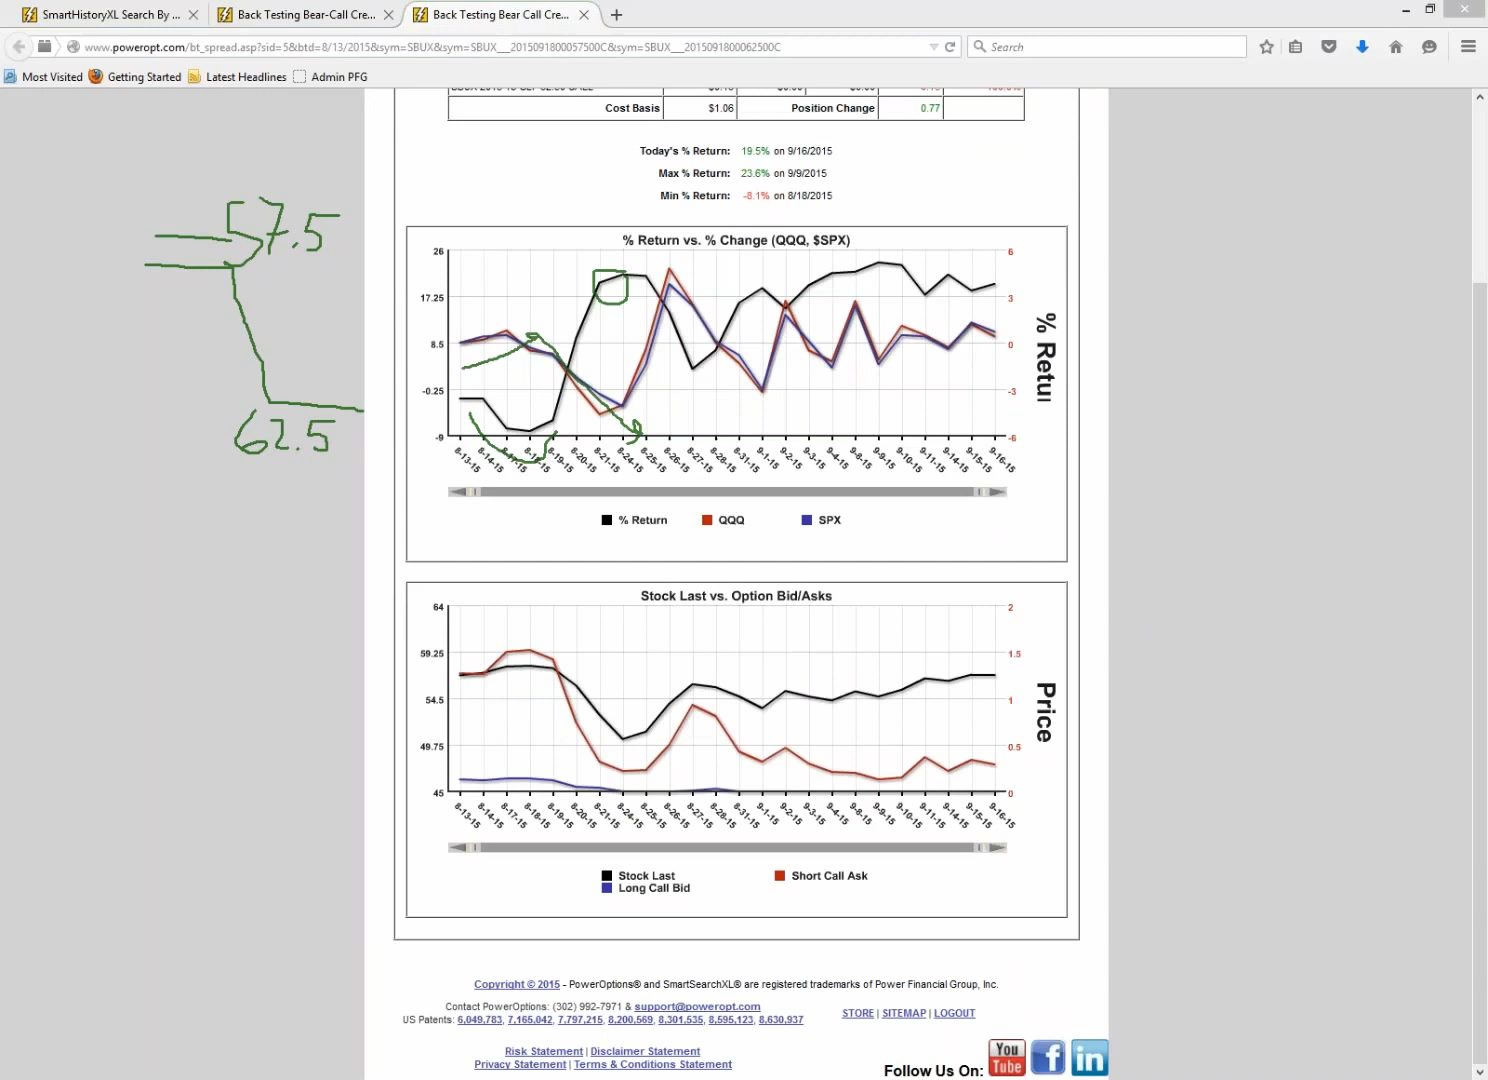 SmartHistoryXL Search By ...
Back Testing Bear-Call Cre...
Back Testing Bear Call Cre...
www.poweropt.com/bt_spread.asp?sid=5&btd=8/13/2015&sym=SBUX&sym=SBUX__2015091800057500C&sym=SBUX__2015091800062500C
Search
Most Visited Getting Started Latest Headlines Admin PFG
Cost Basis $1.06 Position Change 0.77
Today's % Return: 19.5% on 9/16/2015
Max % Return: 23.6% on 9/9/2015
Min % Return: -8.1% on 8/18/2015
57.5
62.5
% Return vs. % Change (QQQ, $SPX)
26 6
17.25 3
8.5 0
-0.25 -3
-9 -6
% Retui
8-13-15 8-14-15 8-17-15 8-18-15 8-19-15 8-20-15 8-21-15 8-24-15 8-25-15 8-26-15 8-27-15 8-28-15 8-31-15 9-1-15 9-2-15 9-3-15 9-4-15 9-8-15 9-9-15 9-10-15 9-11-15 9-14-15 9-15-15 9-16-15
% Return QQQ SPX
Stock Last vs. Option Bid/Asks
64 2
59.25 1.5
54.5 1
49.75 0.5
45 0
Price
8-13-15 8-14-15 8-17-15 8-18-15 8-19-15 8-20-15 8-21-15 8-24-15 8-25-15 8-26-15 8-27-15 8-28-15 8-31-15 9-1-15 9-2-15 9-3-15 9-4-15 9-8-15 9-9-15 9-10-15 9-11-15 9-14-15 9-15-15 9-16-15
Stock Last Short Call Ask
Long Call Bid
Copyright © 2015 - PowerOptions® and SmartSearchXL® are registered trademarks of Power Financial Group, Inc.
Contact PowerOptions: (302) 992-7971 & support@poweropt.com
US Patents: 6,049,783, 7,165,042, 7,797,215, 8,200,569, 8,301,535, 8,595,123, 8,630,937
STORE | SITEMAP | LOGOUT
Risk Statement | Disclaimer Statement
Privacy Statement | Terms & Conditions Statement
Follow Us On: You Tube f in